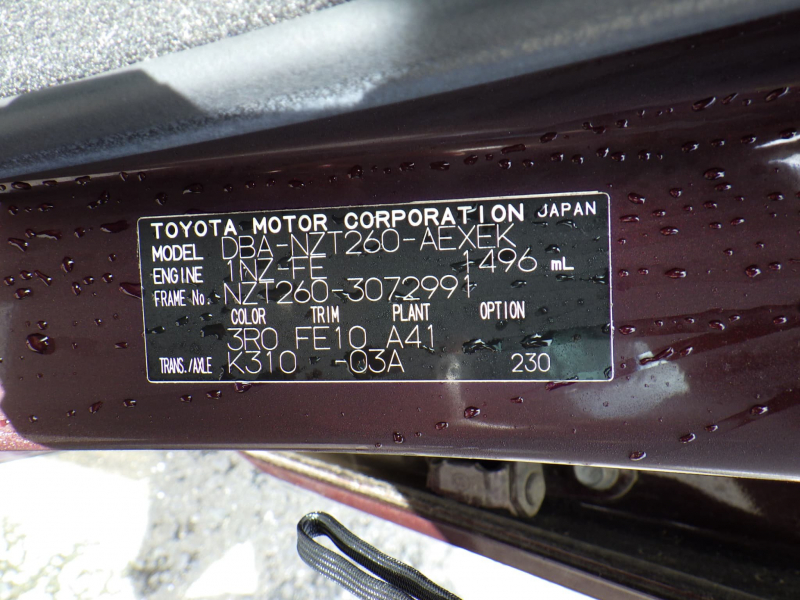 TOYOTA MOTOR CORPORATION JAPAN
MODEL DBA-NZT260-AEXEK
ENGINE 1NZ-FE 1496 mL
FRAME No. NZT260-3072991
COLOR TRIM PLANT OPTION
3R0 FE10 A41
TRANS./AXLE K310 -03A 230